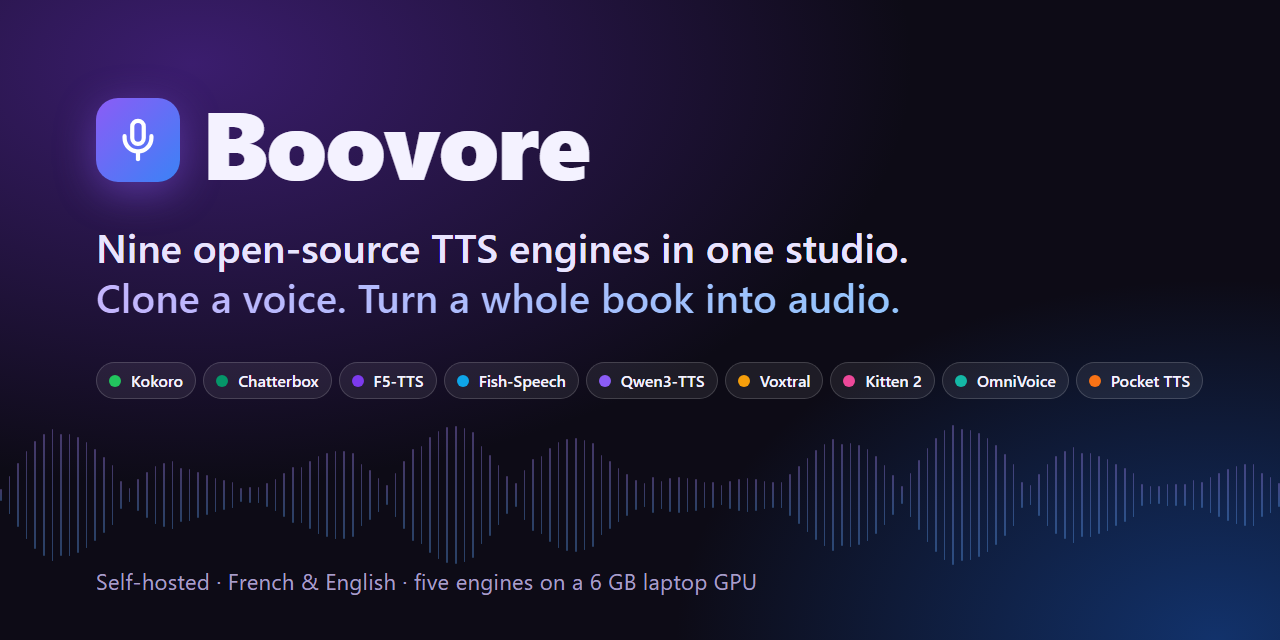 Boovore
Nine open-source TTS engines in one studio.
Clone a voice. Turn a whole book into audio.
Kokoro Chatterbox F5-TTS Fish-Speech Qwen3-TTS Voxtral Kitten 2 OmniVoice Pocket TTS
Self-hosted · French & English · five engines on a 6 GB laptop GPU